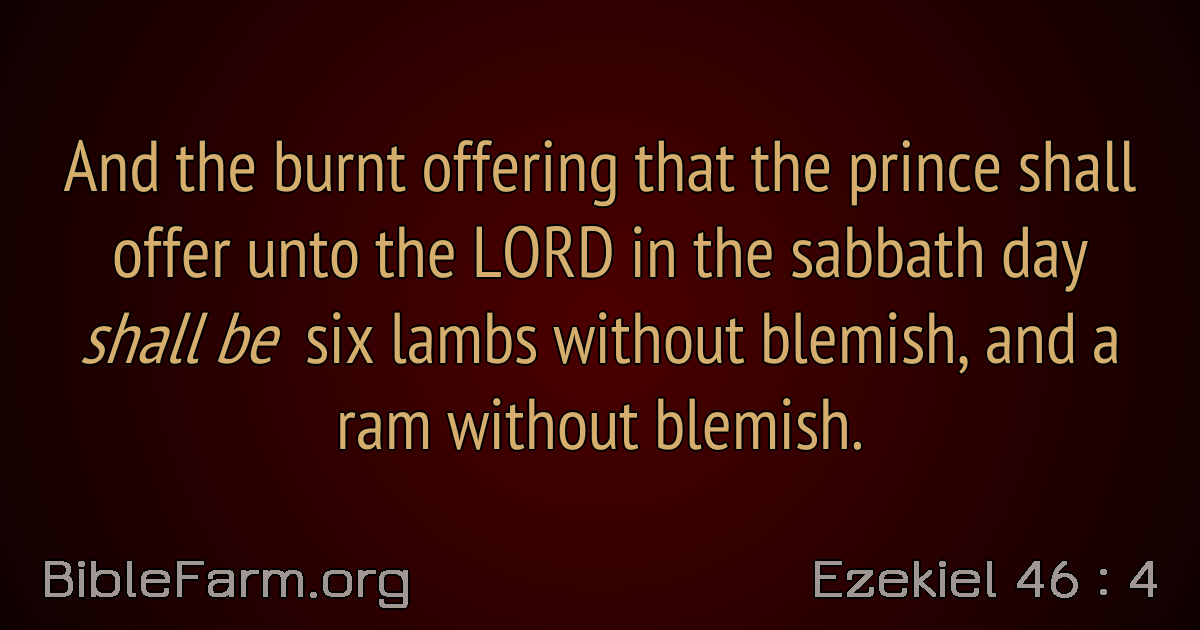 And the burnt offering that the prince shall
offer unto the LORD in the sabbath day
shall be six lambs without blemish, and a
ram without blemish.
BibleFarm.org
Ezekiel 46 : 4